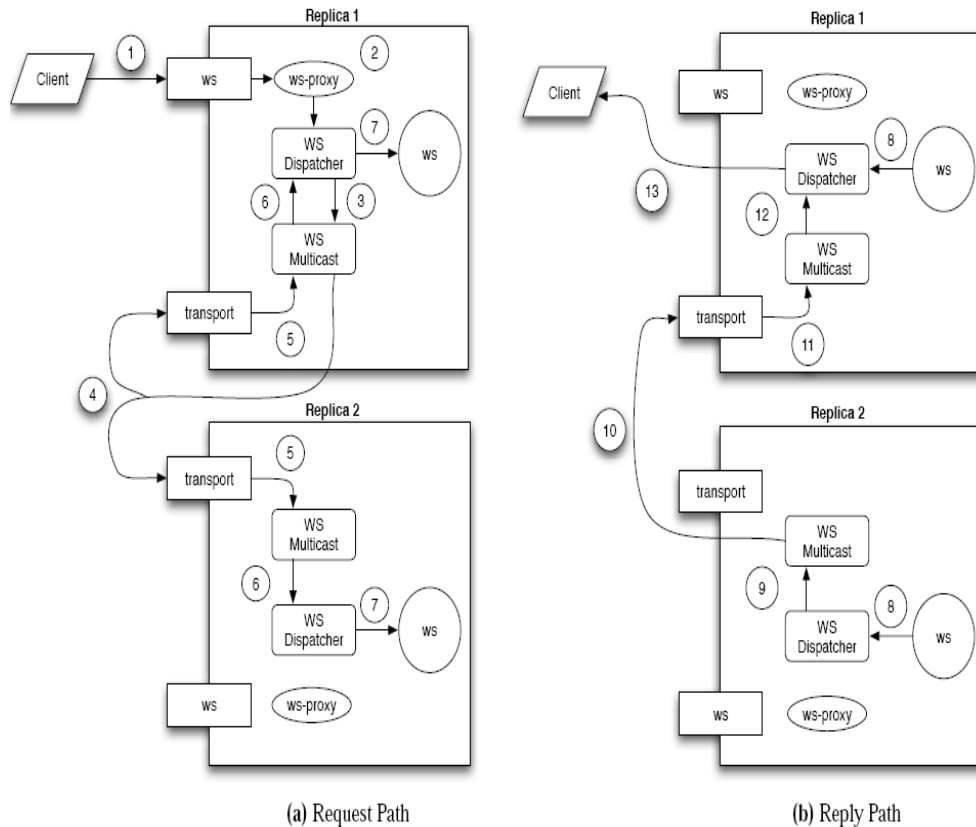 Replica 1
1
2
Client
ws
ws-proxy
7
WS
Dispatcher
ws
6
3
WS
Multicast
transport
5
4
Replica 2
5
transport
WS
Multicast
6
7
WS
Dispatcher
ws
ws
ws-proxy
(a) Request Path
Replica 1
Client
ws
ws-proxy
8
WS
Dispatcher
ws
13
12
WS
Multicast
transport
11
Replica 2
10
transport
WS
Multicast
9
8
WS
Dispatcher
ws
ws
ws-proxy
(b) Reply Path